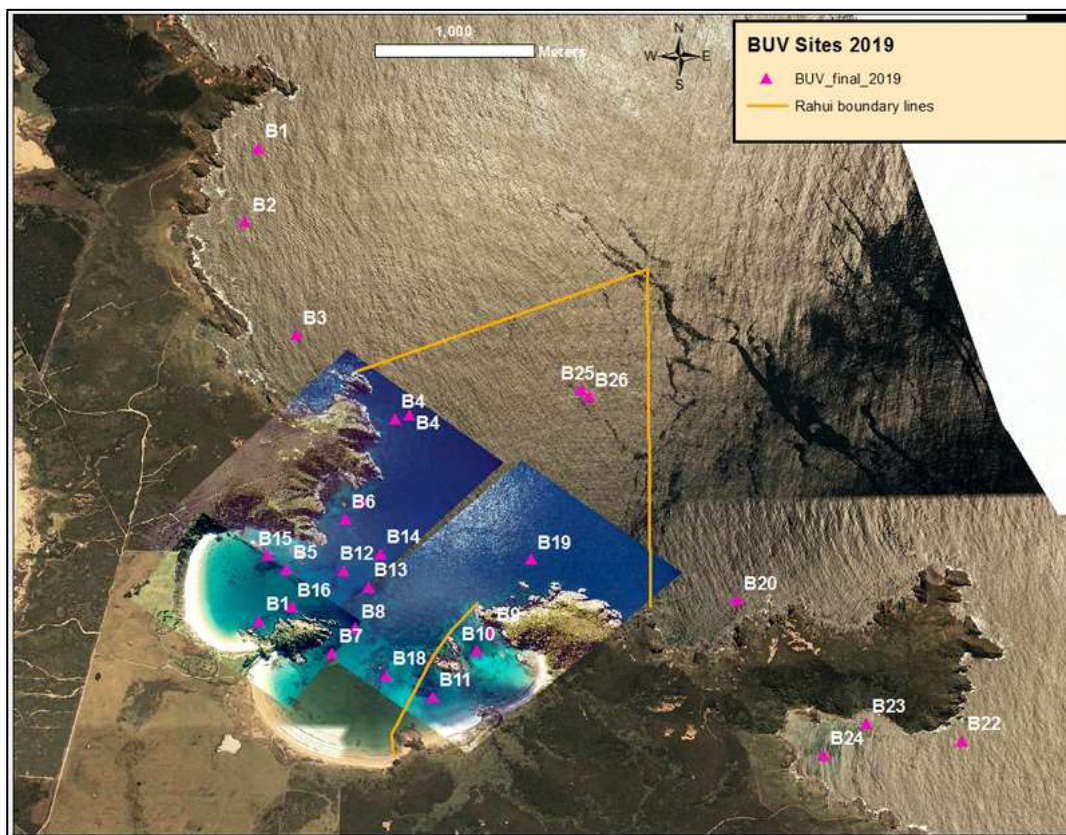 1,000
Meters
N
W E
S
BUV Sites 2019
BUV_final_2019
Rahui boundary lines
B1
B2
B3
B25
B26
B4
B4
B6
B15
B5
B12
B14
B19
B16
B13
B20
B1
B8
B9
B7
B10
B18
B11
B23
B22
B24